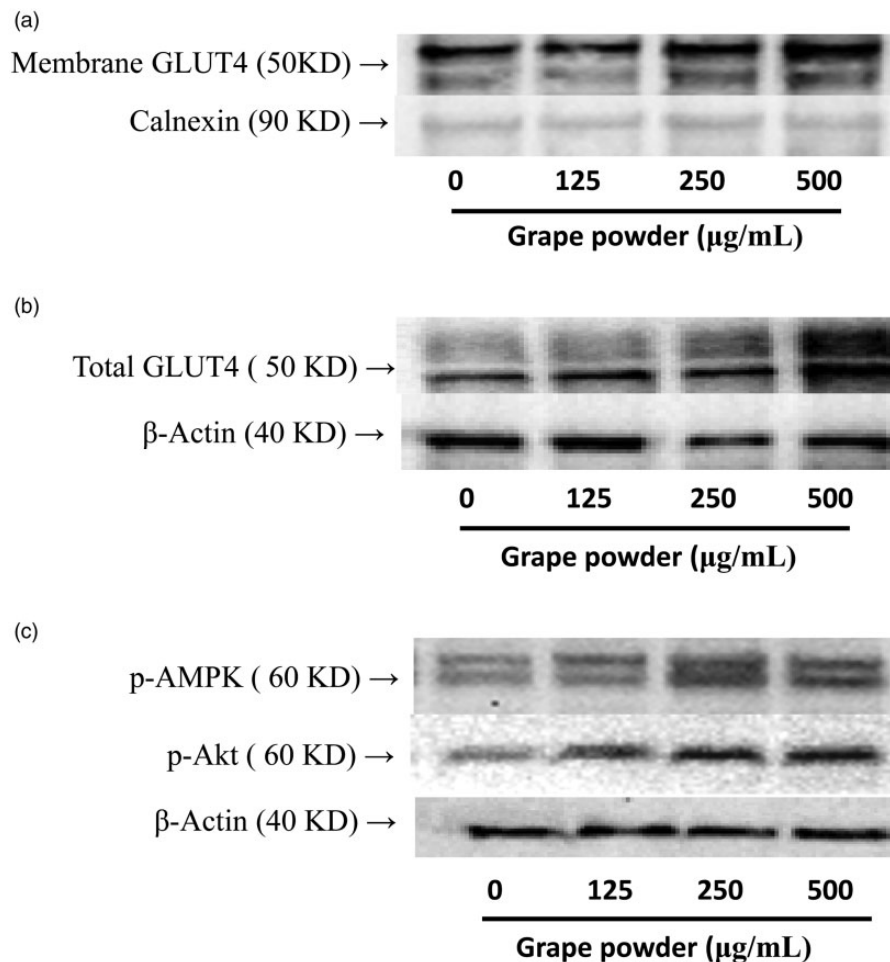 (a)
Membrane GLUT4 (50KD) →
Calnexin (90 KD) →
0 125 250 500
Grape powder (μg/mL)
(b)
Total GLUT4 ( 50 KD) →
β-Actin (40 KD) →
0 125 250 500
Grape powder (μg/mL)
(c)
p-AMPK ( 60 KD) →
p-Akt ( 60 KD) →
β-Actin (40 KD) →
0 125 250 500
Grape powder (μg/mL)